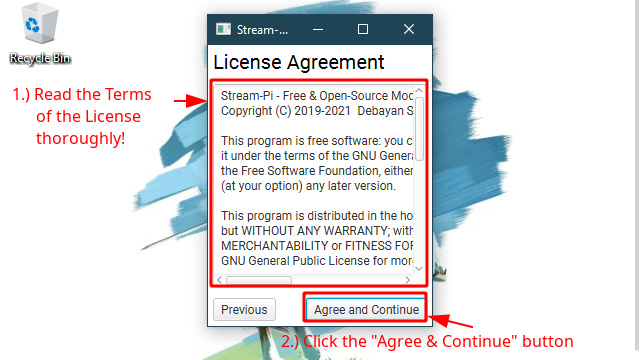 Recycle Bin
Stream-...
License Agreement
1.) Read the Terms
of the License
thoroughly!
Stream-Pi - Free & Open-Source Mod
Copyright (C) 2019-2021 Debayan S
This program is free software: you c
it under the terms of the GNU Gener
the Free Software Foundation, either
(at your option) any later version.
This program is distributed in the ho
but WITHOUT ANY WARRANTY; with
MERCHANTABILITY or FITNESS FOR
GNU General Public License for more
Previous
Agree and Continue
2.) Click the "Agree & Continue" button